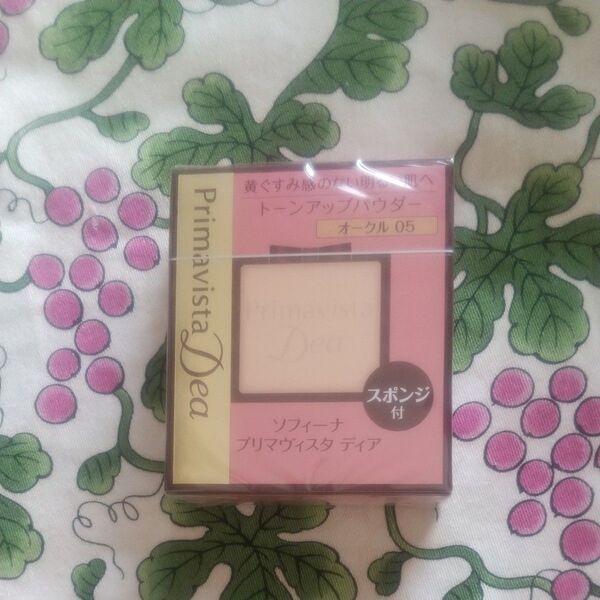 Primavista Dea
黄ぐすみ感のない明るい肌へ
トーンアップパウダー
オークル 05
Primavista
Dea
スポンジ
付
ソフィーナ
プリマヴィスタ ディア